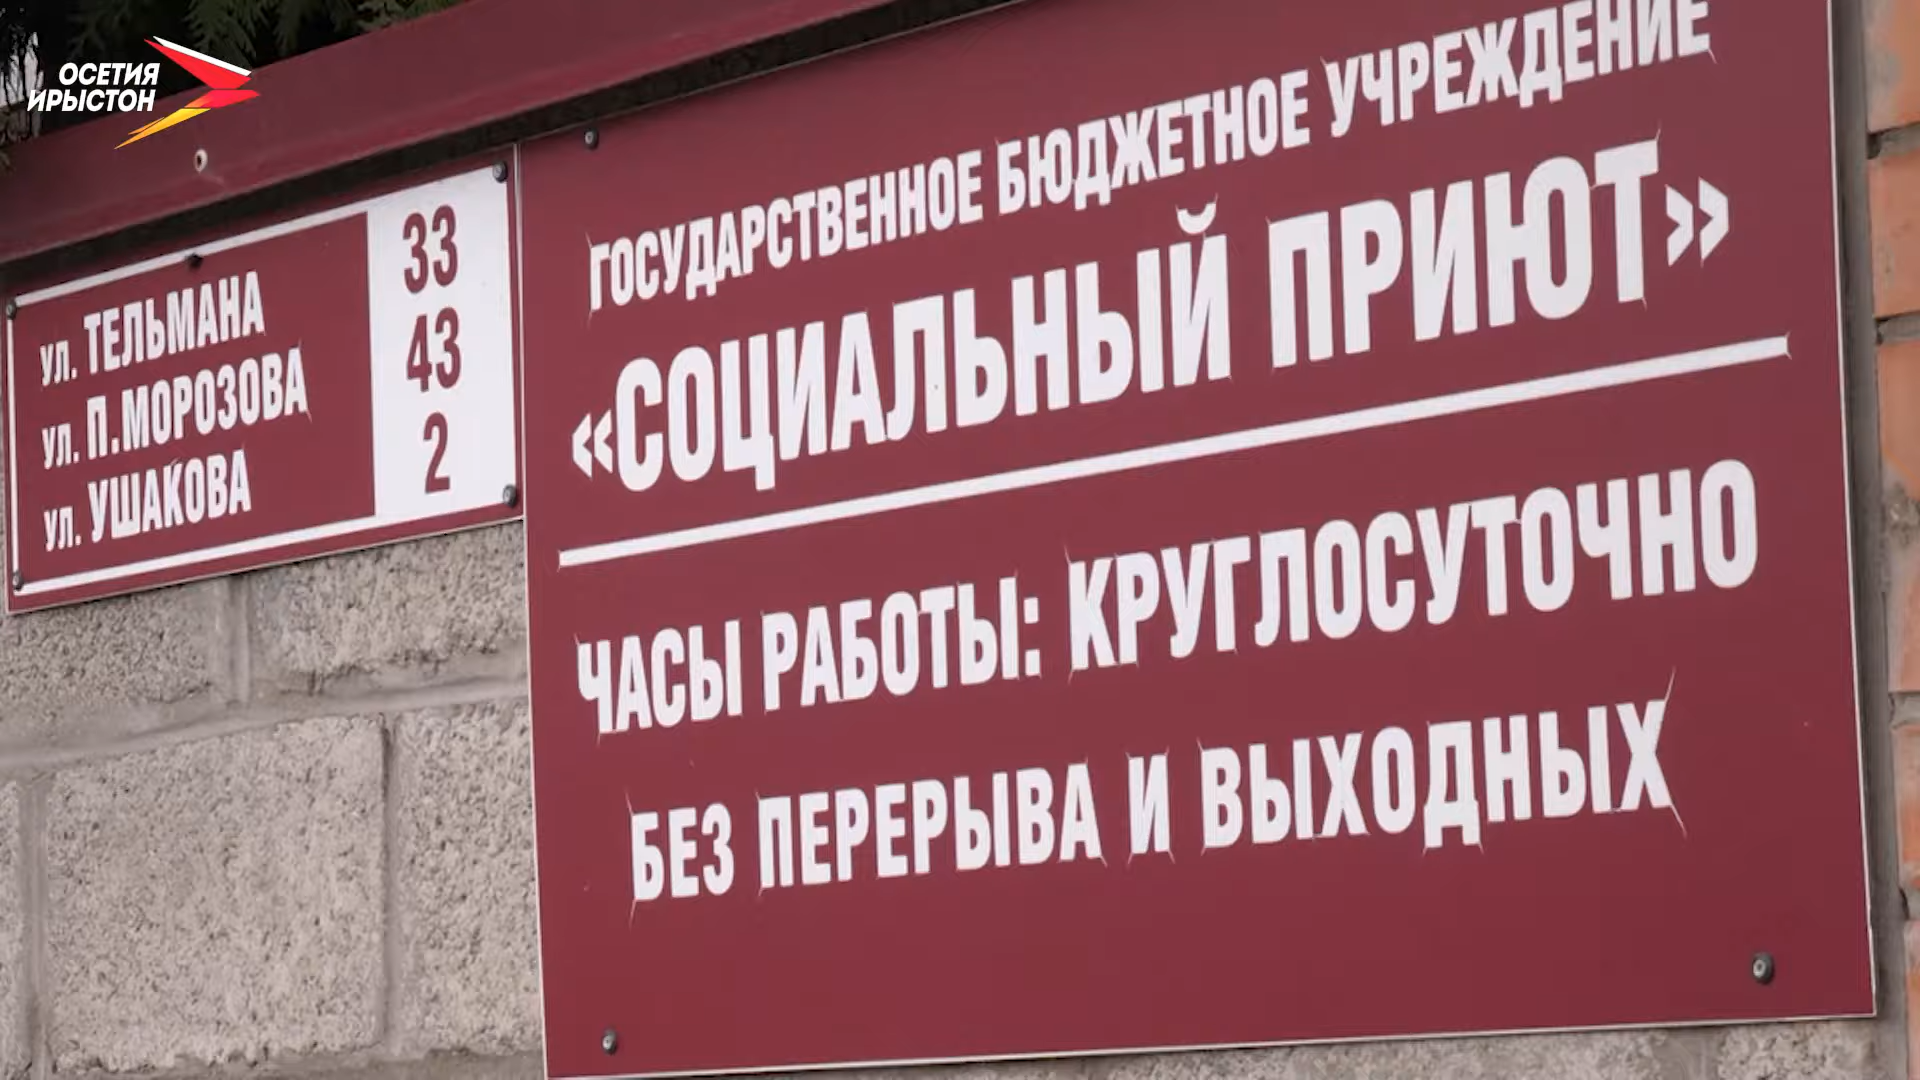 ОСЕТИЯ
ИРЫСТОН
ул. ТЕЛЬМАНА 33
ул. П.МОРОЗОВА 43
ул. УШАКОВА 2
ГОСУДАРСТВЕННОЕ БЮДЖЕТНОЕ УЧРЕЖДЕНИЕ
«СОЦИАЛЬНЫЙ ПРИЮТ»
ЧАСЫ РАБОТЫ: КРУГЛОСУТОЧНО
БЕЗ ПЕРЕРЫВА И ВЫХОДНЫХ